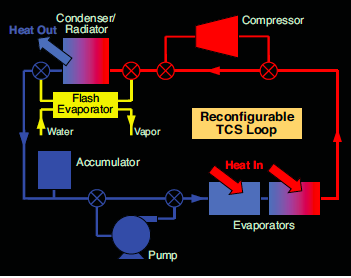 Condenser/
Radiator
Heat Out
Compressor
Flash
Evaporator
Water
Vapor
Reconfigurable
TCS Loop
Accumulator
Heat In
Evaporators
Pump